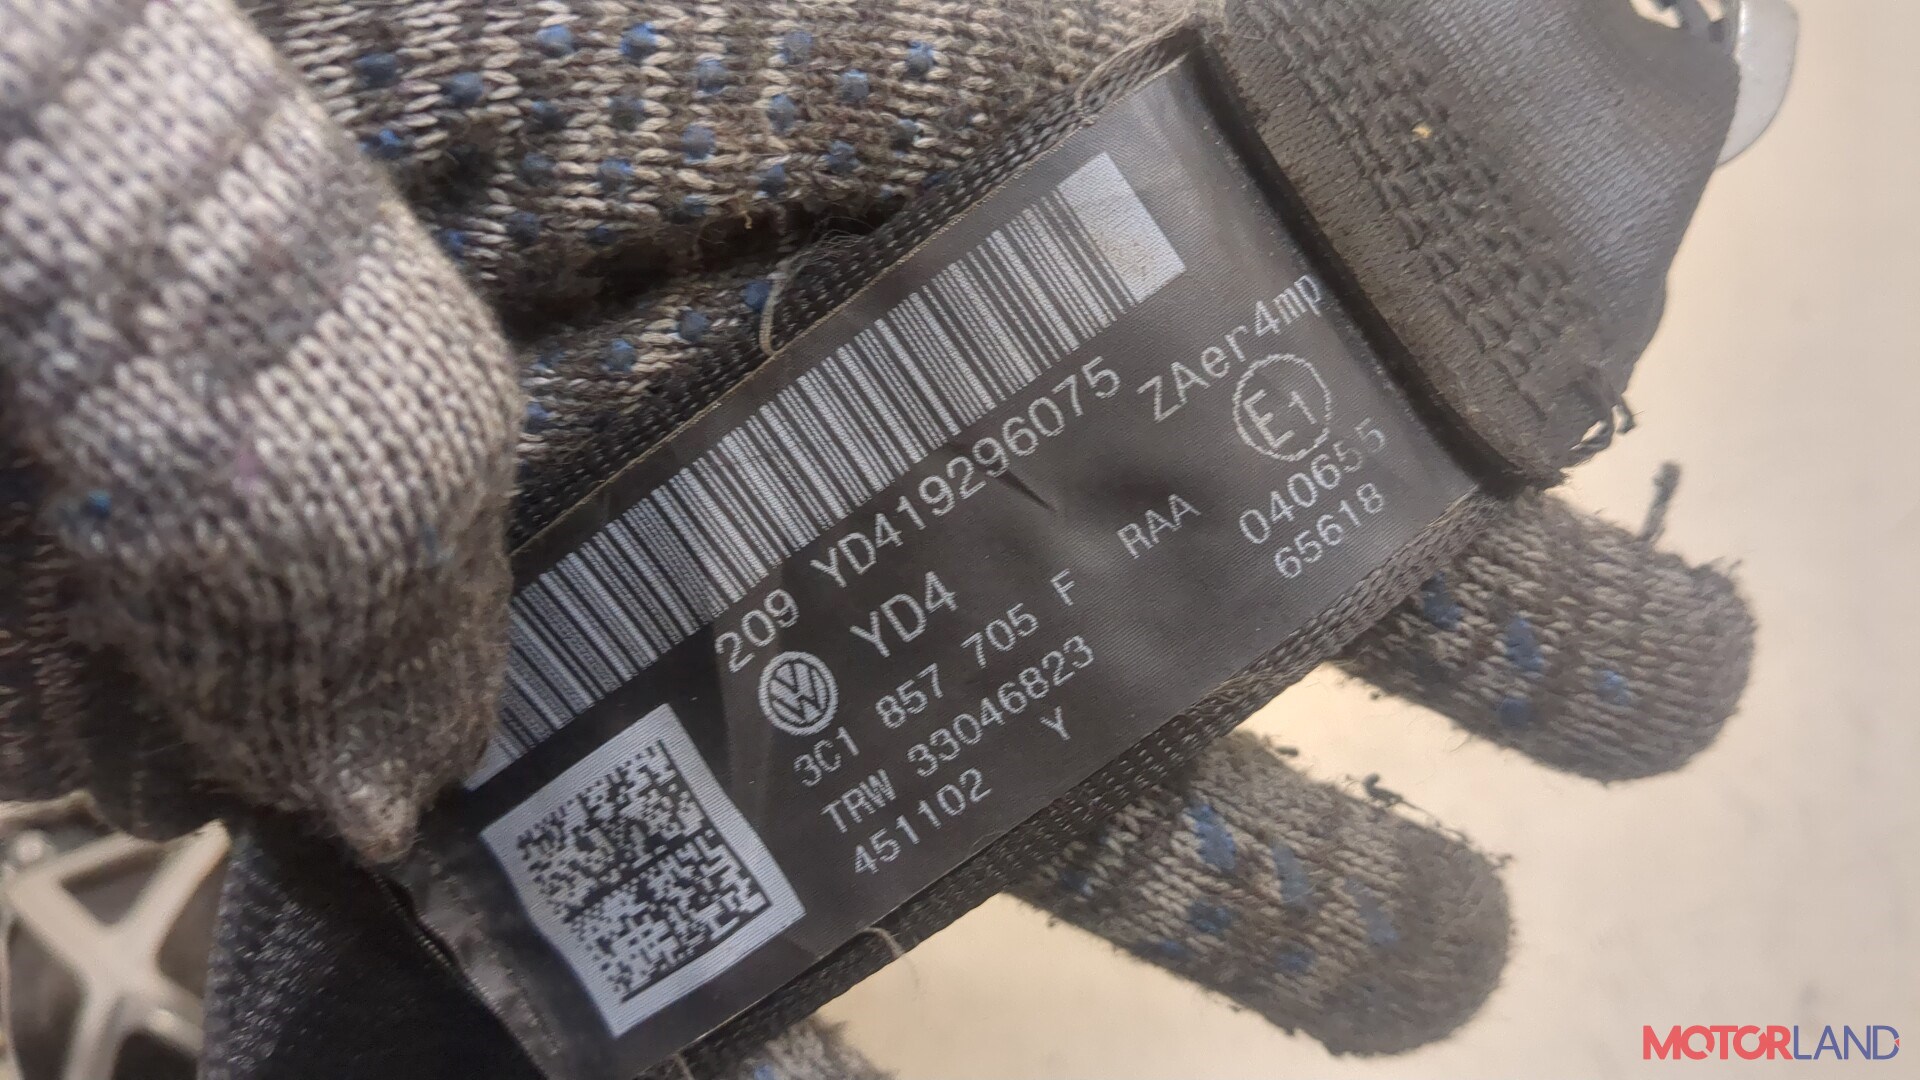 209 YD419296075 ZAer4mp
YD4
E1
3C1 857 705 F RAA 040655
TRW 33046823 65618
451102 Y
MOTORLAND